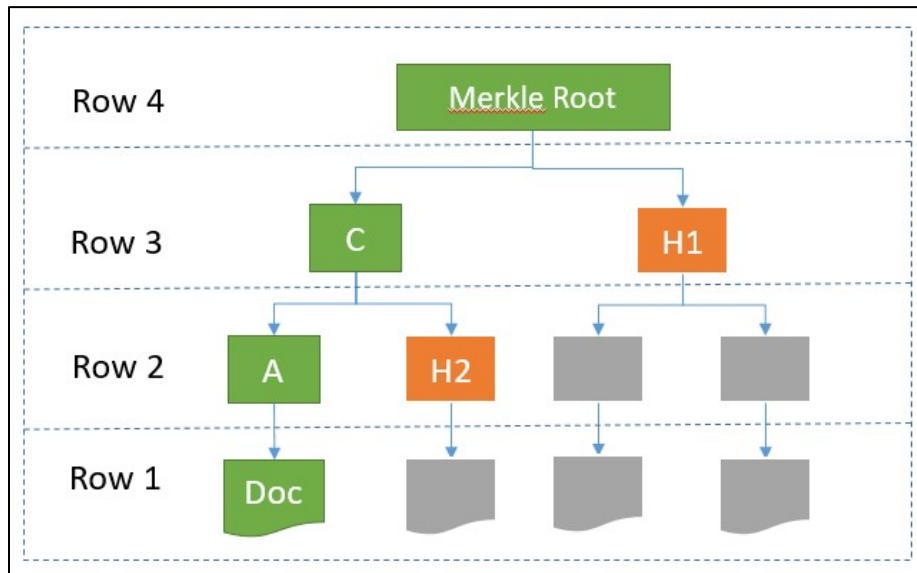 Row 4
Merkle Root
Row 3
C
H1
Row 2
A
H2
Row 1
Doc